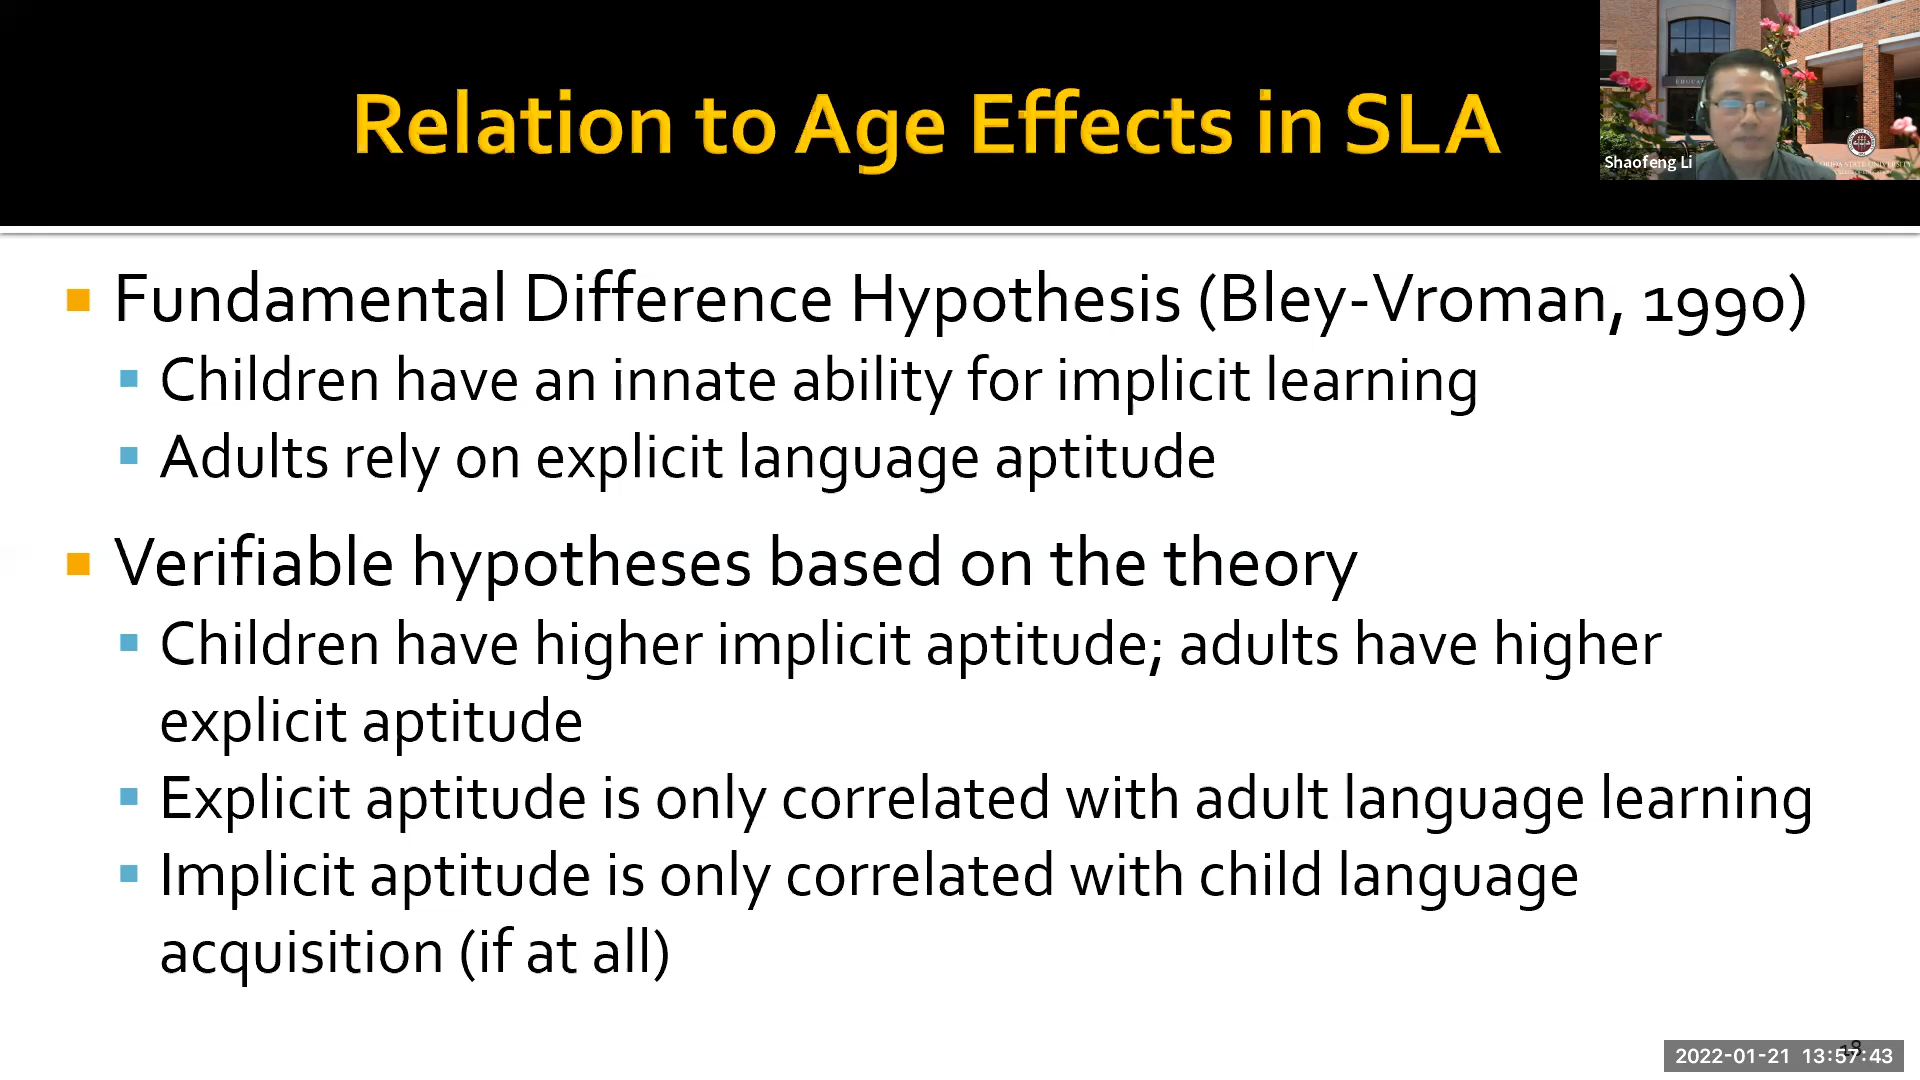 Relation to Age Effects in SLA
Shaofeng Li
Fundamental Difference Hypothesis (Bley-Vroman, 1990)
Children have an innate ability for implicit learning
Adults rely on explicit language aptitude
Verifiable hypotheses based on the theory
Children have higher implicit aptitude; adults have higher
explicit aptitude
Explicit aptitude is only correlated with adult language learning
Implicit aptitude is only correlated with child language
acquisition (if at all)
2022-01-21 13:57:43